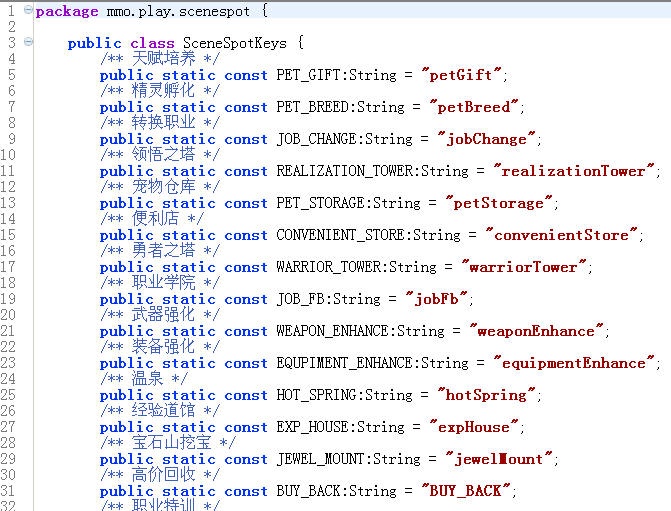 1 package mmo.play.scenespot {
2
3 public class SceneSpotKeys {
4 /** 天赋培养 */
5 public static const PET_GIFT:String = "petGift";
6 /** 精灵孵化 */
7 public static const PET_BREED:String = "petBreed";
8 /** 转换职业 */
9 public static const JOB_CHANGE:String = "jobChange";
10 /** 领悟之塔 */
11 public static const REALIZATION_TOWER:String = "realizationTower";
12 /** 宠物仓库 */
13 public static const PET_STORAGE:String = "petStorage";
14 /** 便利店 */
15 public static const CONVENIENT_STORE:String = "convenientStore";
16 /** 勇者之塔 */
17 public static const WARRIOR_TOWER:String = "warriorTower";
18 /** 职业学院 */
19 public static const JOB_FB:String = "jobFb";
20 /** 武器强化 */
21 public static const WEAPON_ENHANCE:String = "weaponEnhance";
22 /** 装备强化 */
23 public static const EQUPIMENT_ENHANCE:String = "equipmentEnhance";
24 /** 温泉 */
25 public static const HOT_SPRING:String = "hotSpring";
26 /** 经验道馆 */
27 public static const EXP_HOUSE:String = "expHouse";
28 /** 宝石山挖宝 */
29 public static const JEWEL_MOUNT:String = "jewelMount";
30 /** 高价回收 */
31 public static const BUY_BACK:String = "BUY_BACK";
32 /** 职业特训 */